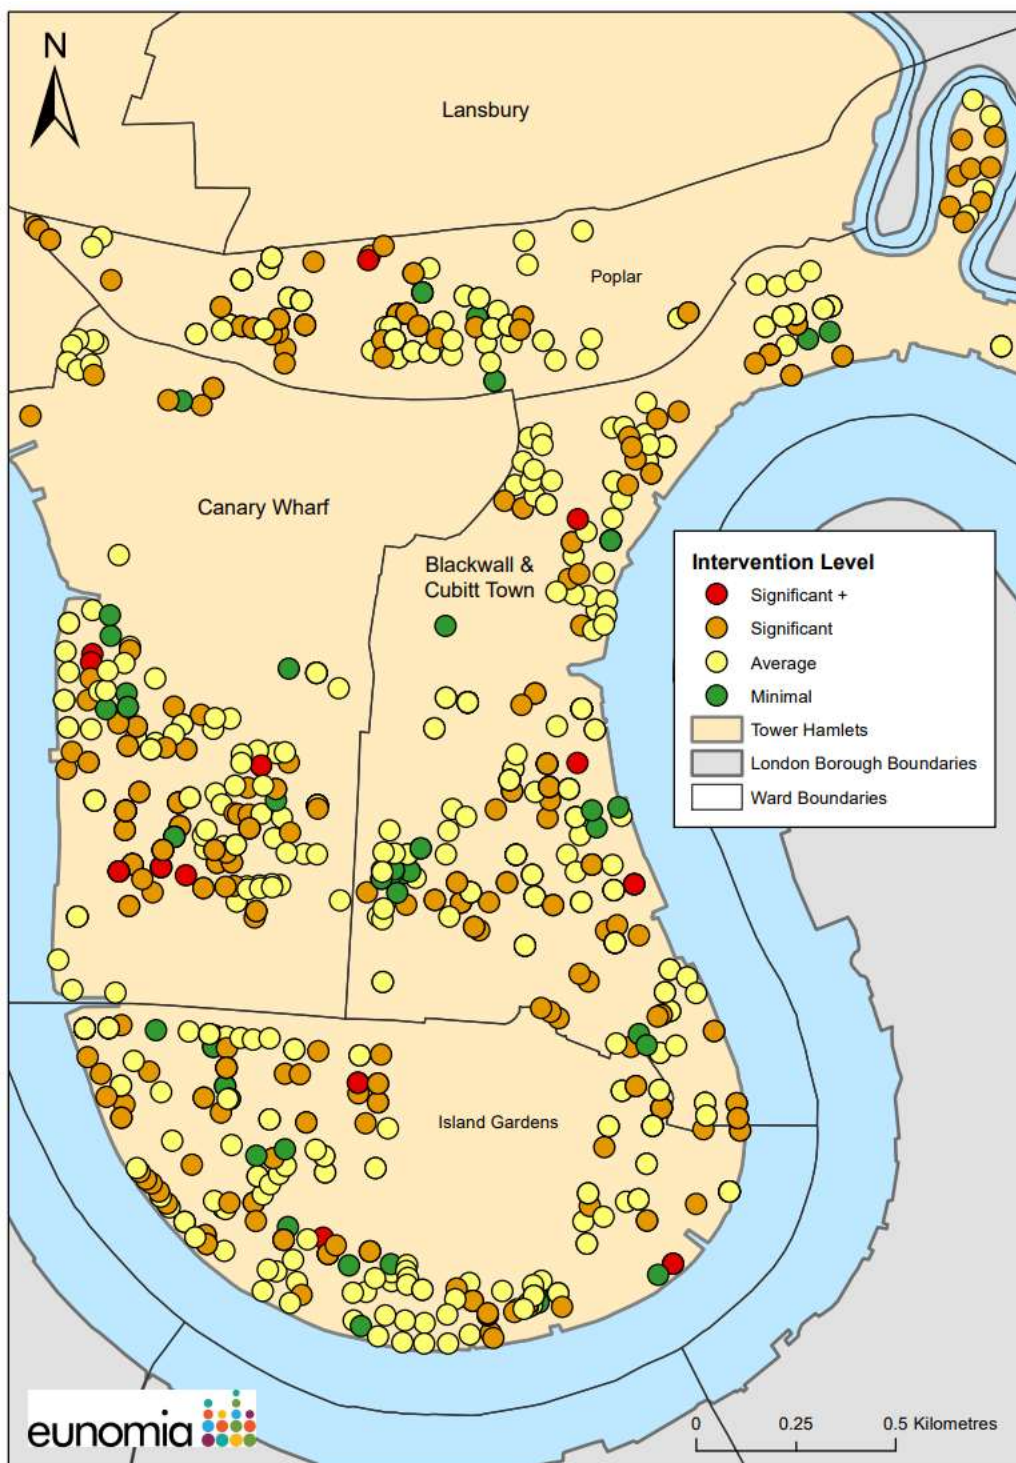 N
Lansbury
Poplar
Canary Wharf
Blackwall &
Cubitt Town
Intervention Level
Significant +
Significant
Average
Minimal
Tower Hamlets
London Borough Boundaries
Ward Boundaries
Island Gardens
eunomia
0 0.25 0.5 Kilometres